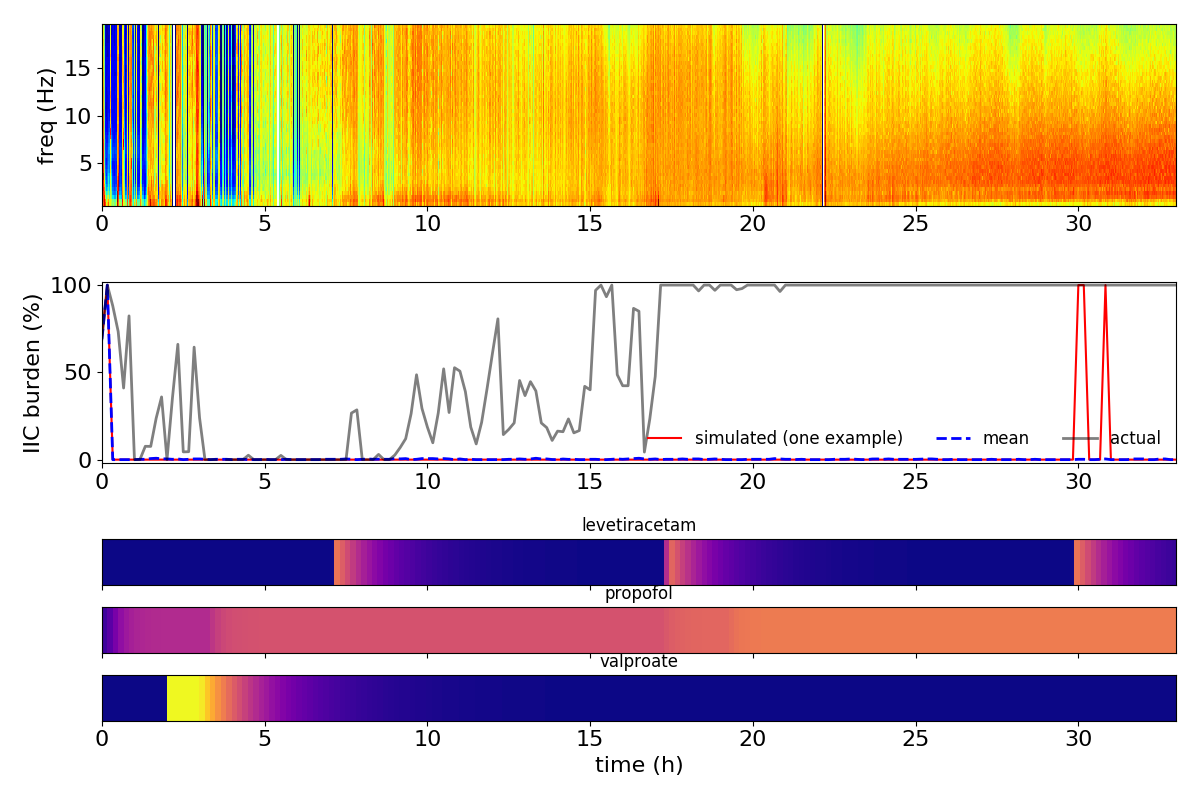 freq (Hz)
15
10
5
0 5 10 15 20 25 30
IIC burden (%)
100
50
0
simulated (one example) mean actual
0 5 10 15 20 25 30
levetiracetam
propofol
valproate
0 5 10 15 20 25 30
time (h)